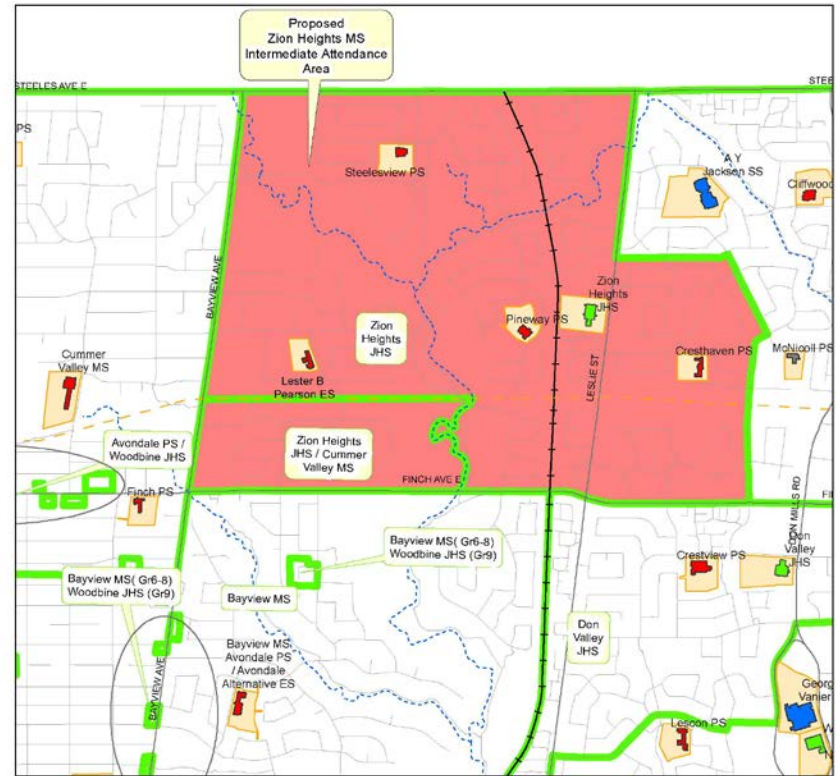 Proposed
Zion Heights MS
Intermediate Attendance
Area
STEELES AVE E
STEE
PS
Steelesview PS
A Y
Jackson SS
Cliffwood
BAYVIEW AVE
Zion
Heights
JHS
Pineway PS
Zion
Heights
JHS
Cummer
Valley MS
Lester B
Pearson ES
LESLIE ST
Cresthaven PS
McNicoll PS
Avondale PS /
Woodbine JHS
Zion Heights
JHS / Cummer
Valley MS
FINCH AVE E
FI
Finch PS
DON MILLS RD
Bayview MS( Gr6-8)
Woodbine JHS (Gr9)
Bayview MS( Gr6-8)
Woodbine JHS (Gr9)
Bayview MS
Crestview PS
Don
Valley
JHS
Don
Valley
JHS
Bayview MS
Avondale PS
/ Avondale
Alternative ES
BAYVIEW AVE
Georg
Vanier
W
Lescon PS